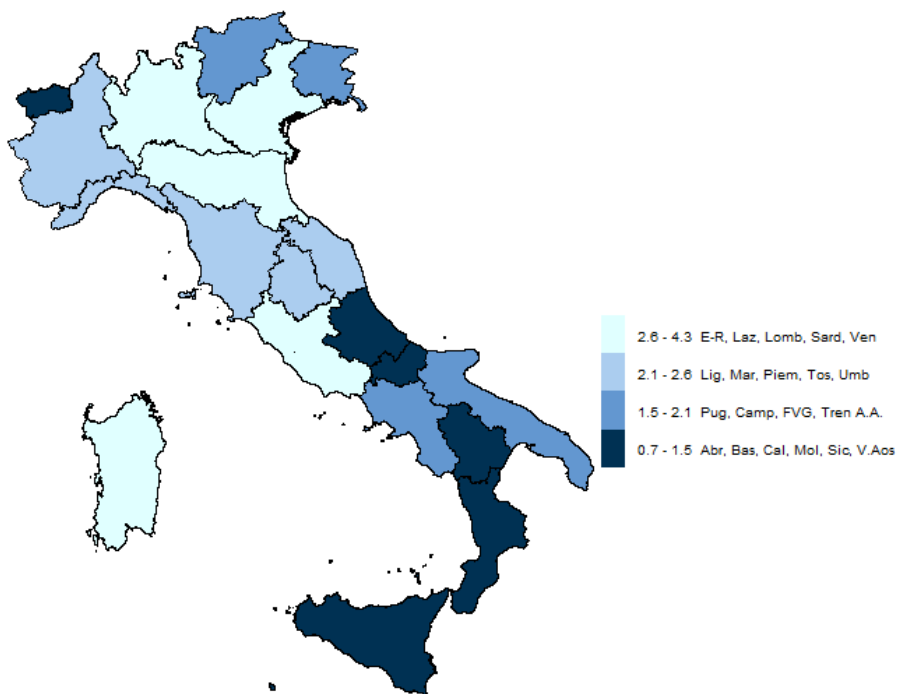 2.6 - 4.3 E-R, Laz, Lomb, Sard, Ven
2.1 - 2.6 Lig, Mar, Piem, Tos, Umb
1.5 - 2.1 Pug, Camp, FVG, Tren A.A.
0.7 - 1.5 Abr, Bas, Cal, Mol, Sic, V.Aos